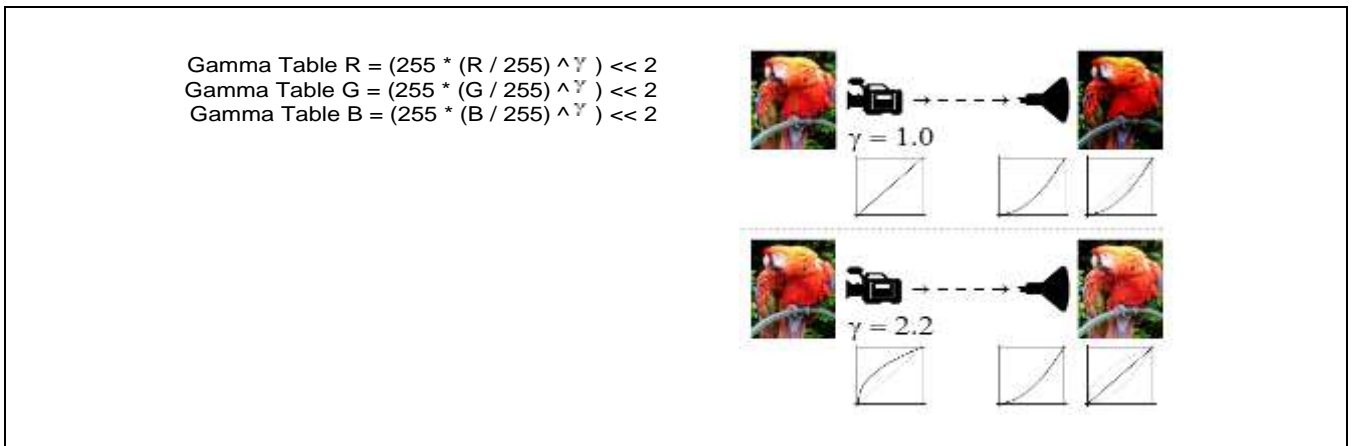 Gamma Table R = (255 * (R / 255) ^ γ ) << 2
Gamma Table G = (255 * (G / 255) ^ γ ) << 2
Gamma Table B = (255 * (B / 255) ^ γ ) << 2
γ = 1.0
γ = 2.2